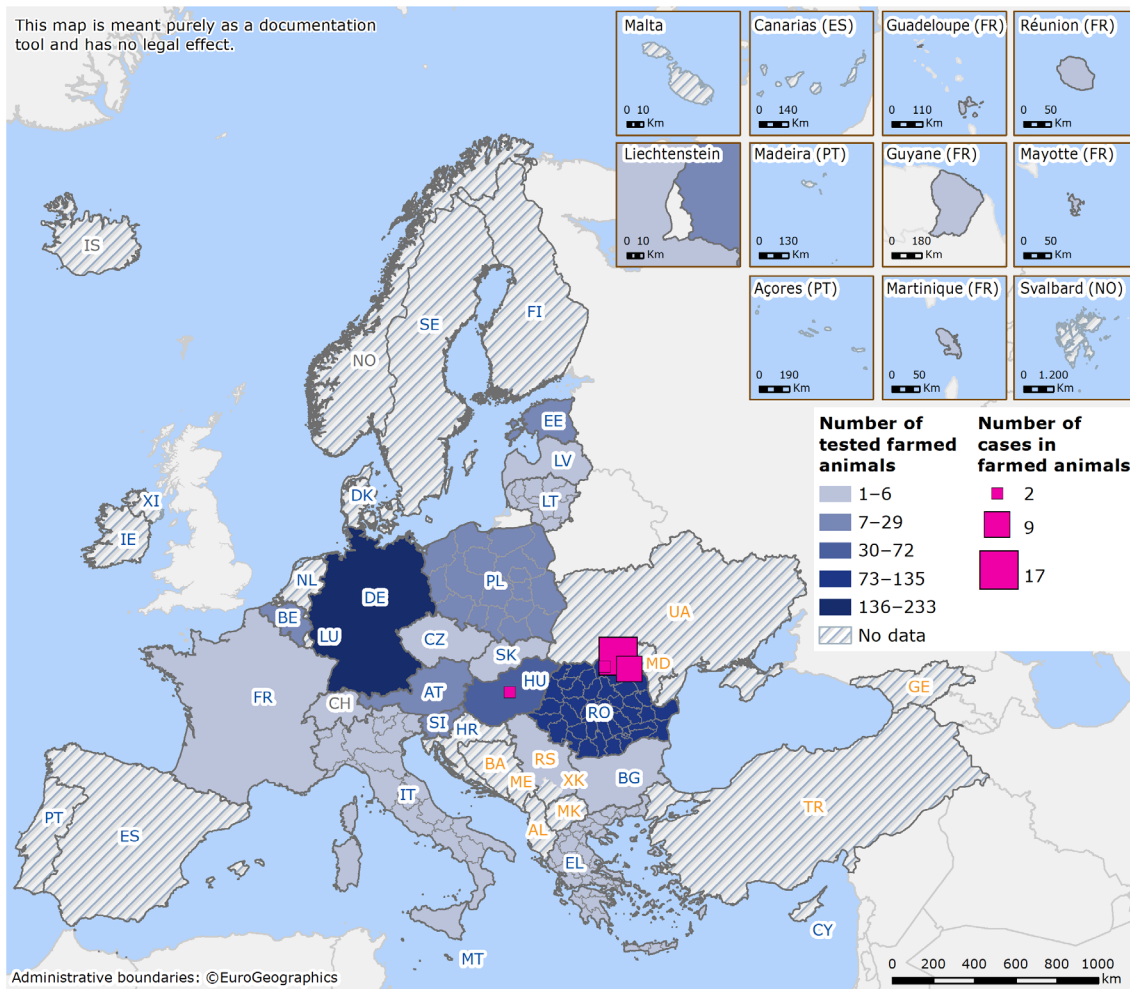 This map is meant purely as a documentation
tool and has no legal effect.
Malta
0 10
Km
Canarias (ES)
0 140
Km
Guadeloupe (FR)
0 110
Km
Réunion (FR)
0 50
Km
Liechtenstein
0 10
Km
Madeira (PT)
0 130
Km
Guyane (FR)
0 180
Km
Mayotte (FR)
0 50
Km
Açores (PT)
0 190
Km
Martinique (FR)
0 50
Km
Svalbard (NO)
0 1.200
Km
Number of
tested farmed
animals
1–6
7–29
30–72
73–135
136–233
No data
Number of
cases in
farmed animals
2
9
17
IS
NO
SE
FI
EE
LV
LT
DK
XI
IE
NL
BE
LU
DE
PL
CZ
SK
UA
MD
FR
CH
AT
HU
SI
HR
RO
BA
RS
ME
XK
BG
MK
AL
IT
EL
PT
ES
MT
GE
TR
CY
Administrative boundaries: ©EuroGeographics
0 200 400 600 800 1000
km